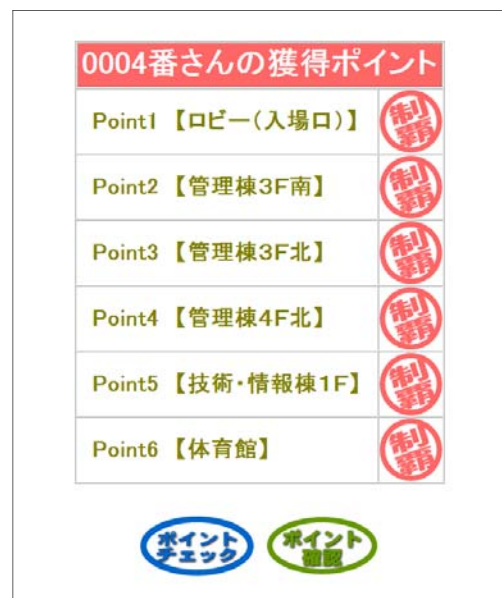 0004番さんの獲得ポイント
Point1 【ロビー(入場口)】 制覇
Point2 【管理棟3F南】 制覇
Point3 【管理棟3F北】 制覇
Point4 【管理棟4F北】 制覇
Point5 【技術・情報棟1F】 制覇
Point6 【体育館】 制覇
ポイント
チェック
ポイント
確認